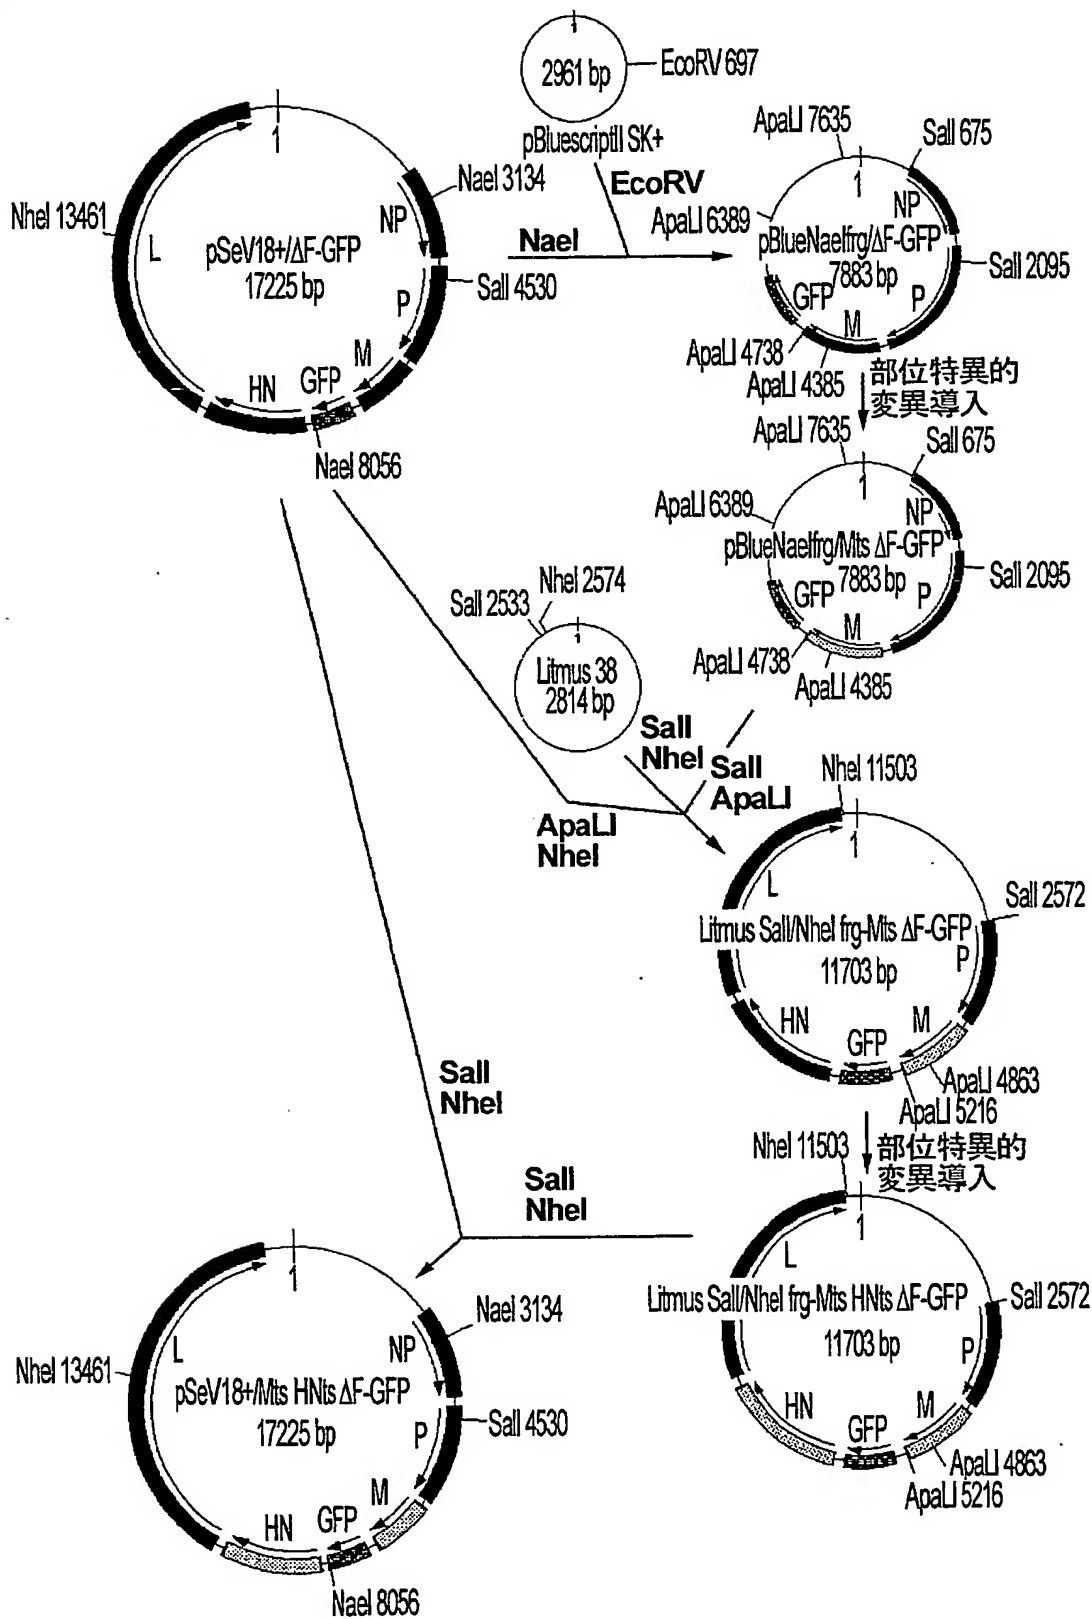 1
2961 bp
EcoRV 697
pBluescriptII SK+
EcoRV
NaeI
1
NaeI 3134
NP
NheI 13461
L
pSeV18+/ΔF-GFP
17225 bp
SalI 4530
P
M
GFP
HN
NaeI 8056
ApaLI 7635
1
SalI 675
NP
ApaLI 6389
pBlueNaeIfrg/ΔF-GFP
7883 bp
SalI 2095
GFP
P
M
ApaLI 4738
ApaLI 4385
部位特異的
変異導入
ApaLI 7635
1
SalI 675
NP
ApaLI 6389
pBlueNaeIfrg/Mts ΔF-GFP
7883 bp
SalI 2095
GFP
P
M
ApaLI 4738
ApaLI 4385
NheI 2574
SalI 2533
1
Litmus 38
2814 bp
SalI
NheI
SalI
ApaLI
ApaLI
NheI
NheI 11503
1
L
SalI 2572
Litmus SalI/NheI frg-Mts ΔF-GFP
11703 bp
P
HN
M
GFP
ApaLI 4863
ApaLI 5216
部位特異的
変異導入
SalI
NheI
SalI
NheI
NheI 11503
1
L
Litmus SalI/NheI frg-Mts HNts ΔF-GFP
SalI 2572
11703 bp
P
HN
M
GFP
ApaLI 4863
ApaLI 5216
1
NaeI 3134
NP
L
NheI 13461
pSeV18+/Mts HNts ΔF-GFP
17225 bp
SalI 4530
P
M
GFP
HN
NaeI 8056